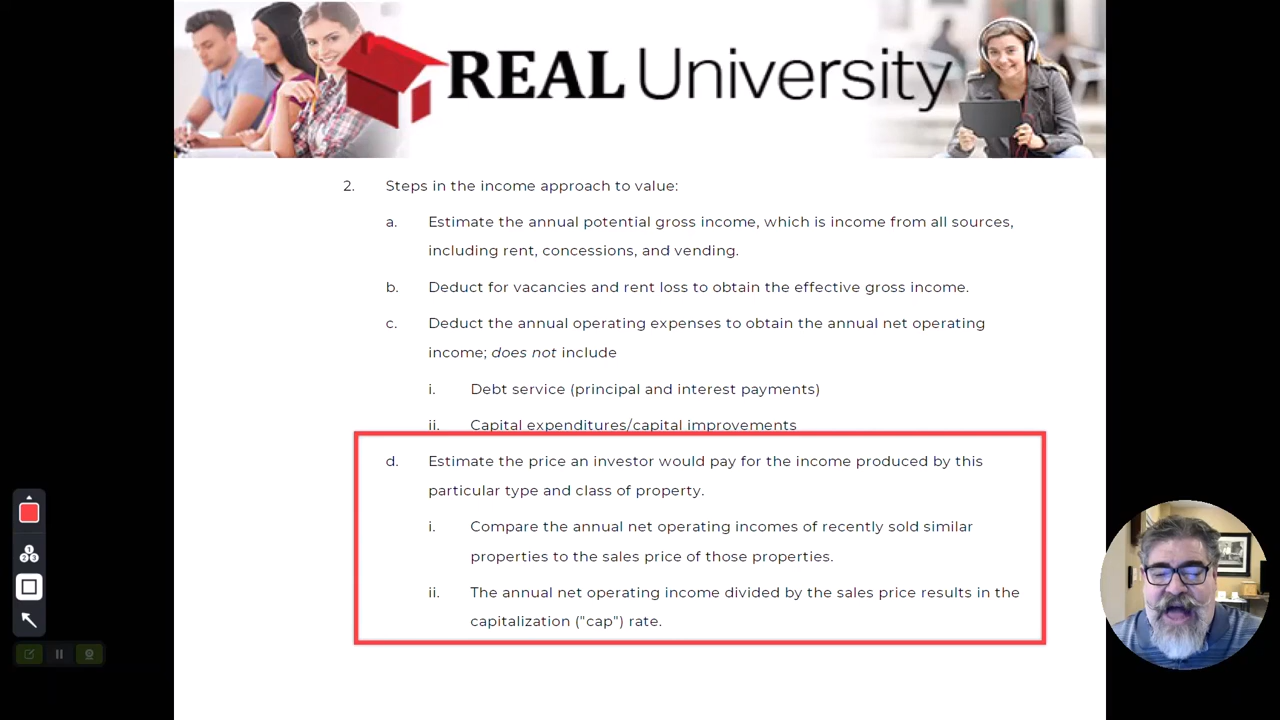 REAL University
2. Steps in the income approach to value:
a. Estimate the annual potential gross income, which is income from all sources,
including rent, concessions, and vending.
b. Deduct for vacancies and rent loss to obtain the effective gross income.
c. Deduct the annual operating expenses to obtain the annual net operating
income; does not include
i. Debt service (principal and interest payments)
ii. Capital expenditures/capital improvements
d. Estimate the price an investor would pay for the income produced by this
particular type and class of property.
i. Compare the annual net operating incomes of recently sold similar
properties to the sales price of those properties.
ii. The annual net operating income divided by the sales price results in the
capitalization ("cap") rate.